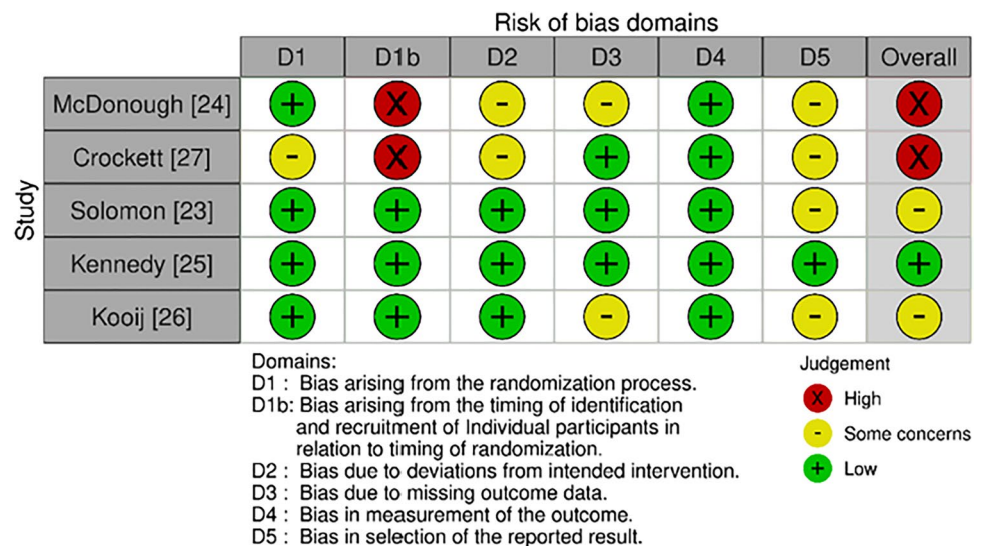 Risk of bias domains
D1 D1b D2 D3 D4 D5 Overall
Study
McDonough [24] + X - - + - X
Crockett [27] - X - + + - X
Solomon [23] + + + + + - -
Kennedy [25] + + + + + + +
Kooij [26] + + + - + - -
Domains:
D1 : Bias arising from the randomization process.
D1b: Bias arising from the timing of identification
and recruitment of Individual participants in
relation to timing of randomization.
D2 : Bias due to deviations from intended intervention.
D3 : Bias due to missing outcome data.
D4 : Bias in measurement of the outcome.
D5 : Bias in selection of the reported result.
Judgement
X High
- Some concerns
+ Low